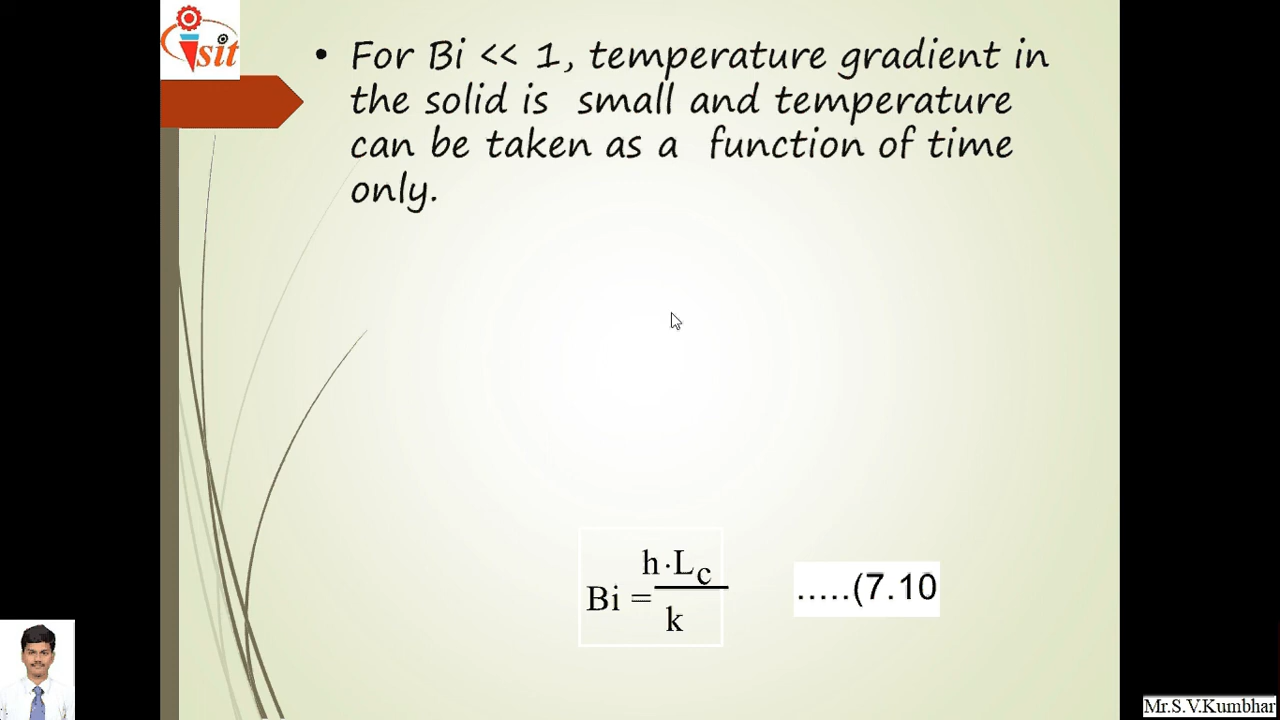 isit
• For Bi << 1, temperature gradient in
the solid is small and temperature
can be taken as a function of time
only.
Bi = h·Lc
k
.....(7.10
Mr.S.V.Kumbhar